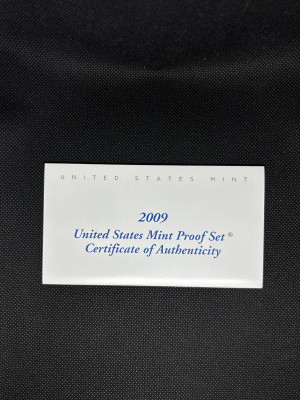 UNITED STATES MINT
2009
United States Mint Proof Set®
Certificate of Authenticity